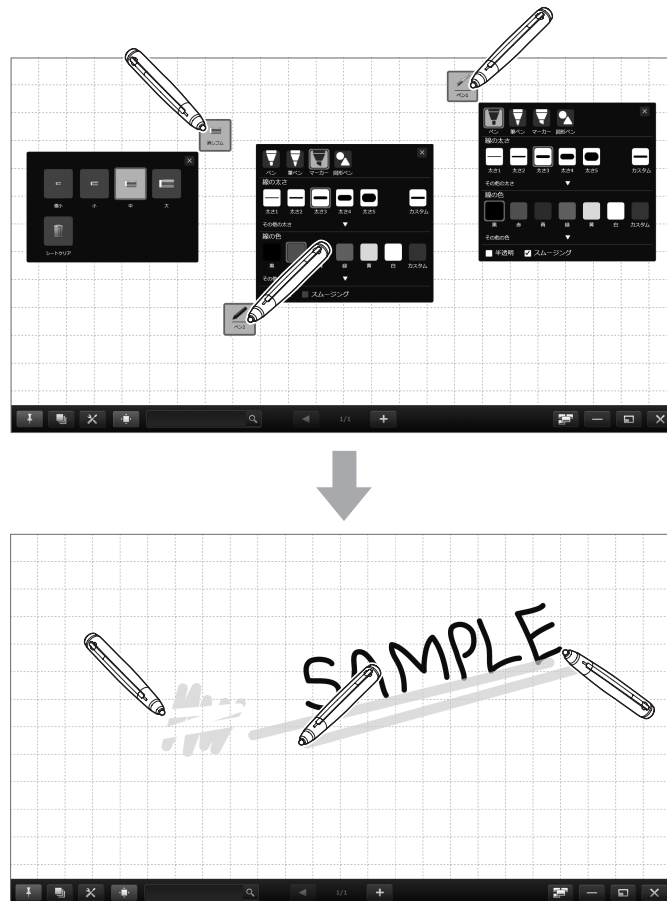 ペン1
消しゴム
極小 小 中 大
シートクリア
ペン 筆ペン マーカー 図形ペン
線の太さ
太さ1 太さ2 太さ3 太さ4 太さ5 カスタム
その他の太さ ▼
線の色
黒 緑 黄 白 カスタム
その他
▼
スムージング
ペン2
ペン 筆ペン マーカー 図形ペン
線の太さ
太さ1 太さ2 太さ3 太さ4 太さ5 カスタム
その他の太さ ▼
線の色
黒 赤 青 緑 黄 白 カスタム
その他の色 ▼
半透明 スムージング
1/1
SAMPLE
1/1